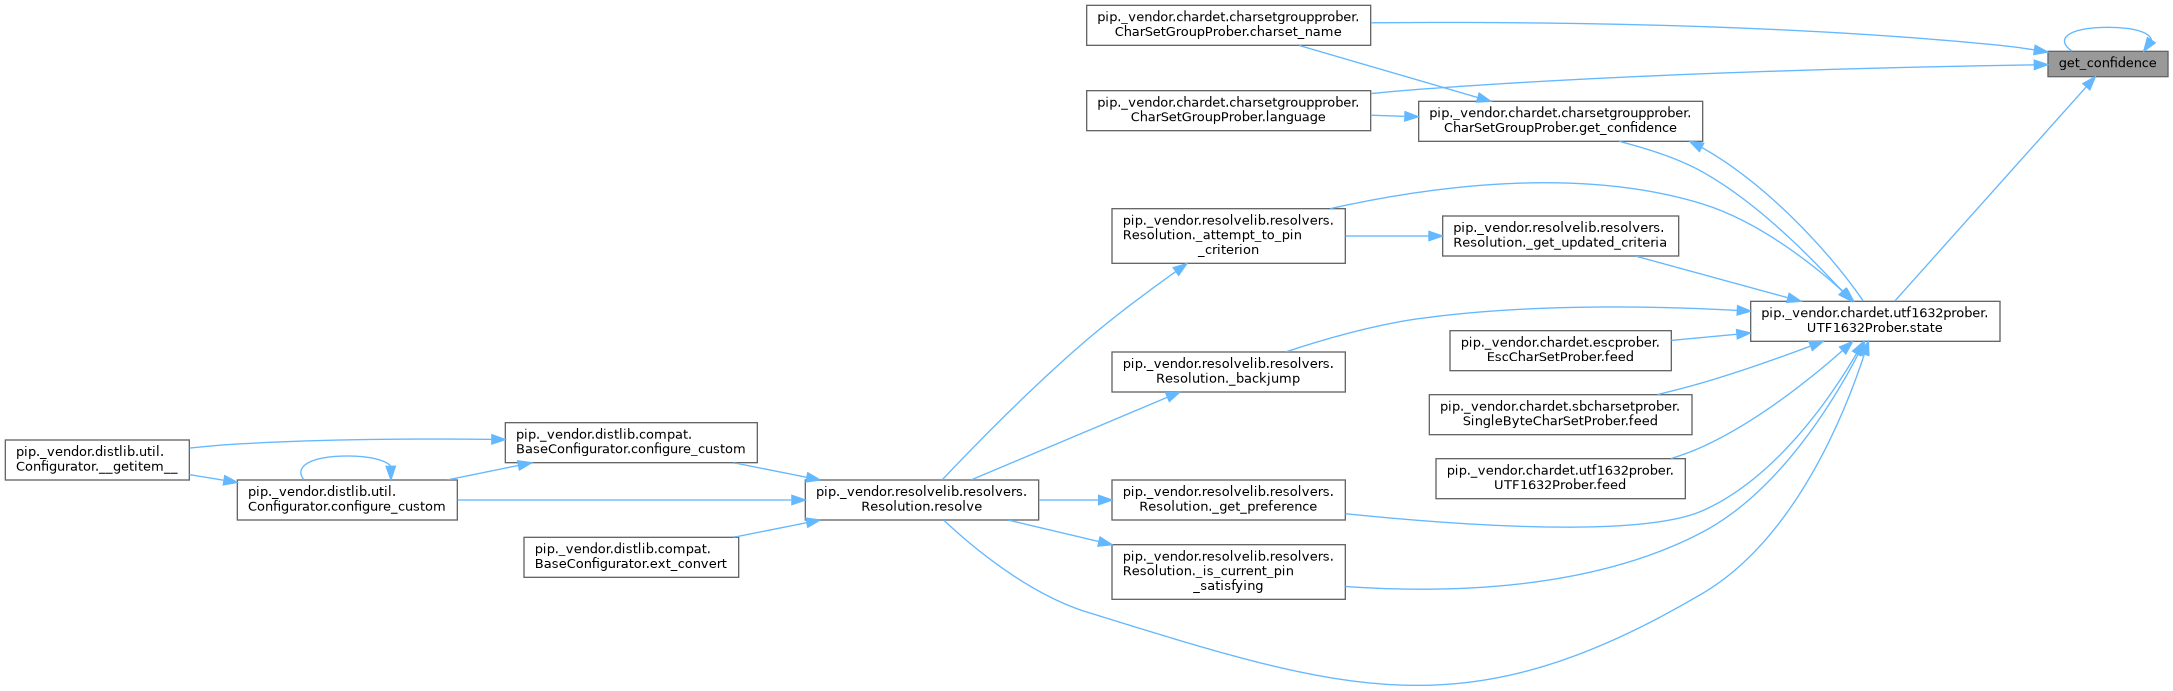 pip._vendor.chardet.charsetgroupprober.
CharSetGroupProber.charset_name
get_confidence
pip._vendor.chardet.charsetgroupprober.
CharSetGroupProber.language
pip._vendor.chardet.charsetgroupprober.
CharSetGroupProber.get_confidence
pip._vendor.resolvelib.resolvers.
Resolution._attempt_to_pin
_criterion
pip._vendor.resolvelib.resolvers.
Resolution._get_updated_criteria
pip._vendor.chardet.utf1632prober.
UTF1632Prober.state
pip._vendor.chardet.escprober.
EscCharSetProber.feed
pip._vendor.resolvelib.resolvers.
Resolution._backjump
pip._vendor.chardet.sbcharsetprober.
SingleByteCharSetProber.feed
pip._vendor.distlib.compat.
BaseConfigurator.configure_custom
pip._vendor.distlib.util.
Configurator.__getitem__
pip._vendor.chardet.utf1632prober.
UTF1632Prober.feed
pip._vendor.distlib.util.
Configurator.configure_custom
pip._vendor.resolvelib.resolvers.
Resolution.resolve
pip._vendor.resolvelib.resolvers.
Resolution._get_preference
pip._vendor.distlib.compat.
BaseConfigurator.ext_convert
pip._vendor.resolvelib.resolvers.
Resolution._is_current_pin
_satisfying